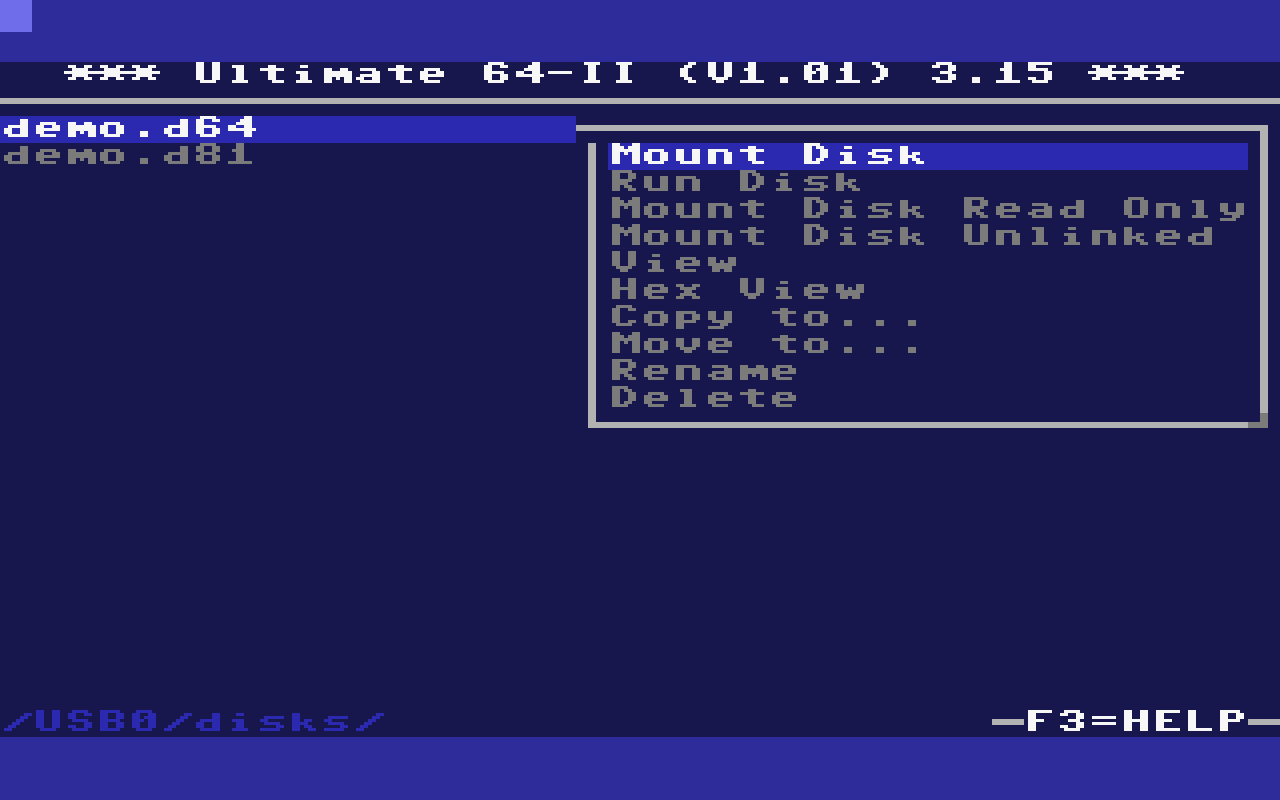 *** Ultimate 64-II (V1.01) 3.15 ***
demo.d64
demo.d81
Mount Disk
Run Disk
Mount Disk Read Only
Mount Disk Unlinked
View
Hex View
Copy to...
Move to...
Rename
Delete
/USB0/disks/
F3=HELP